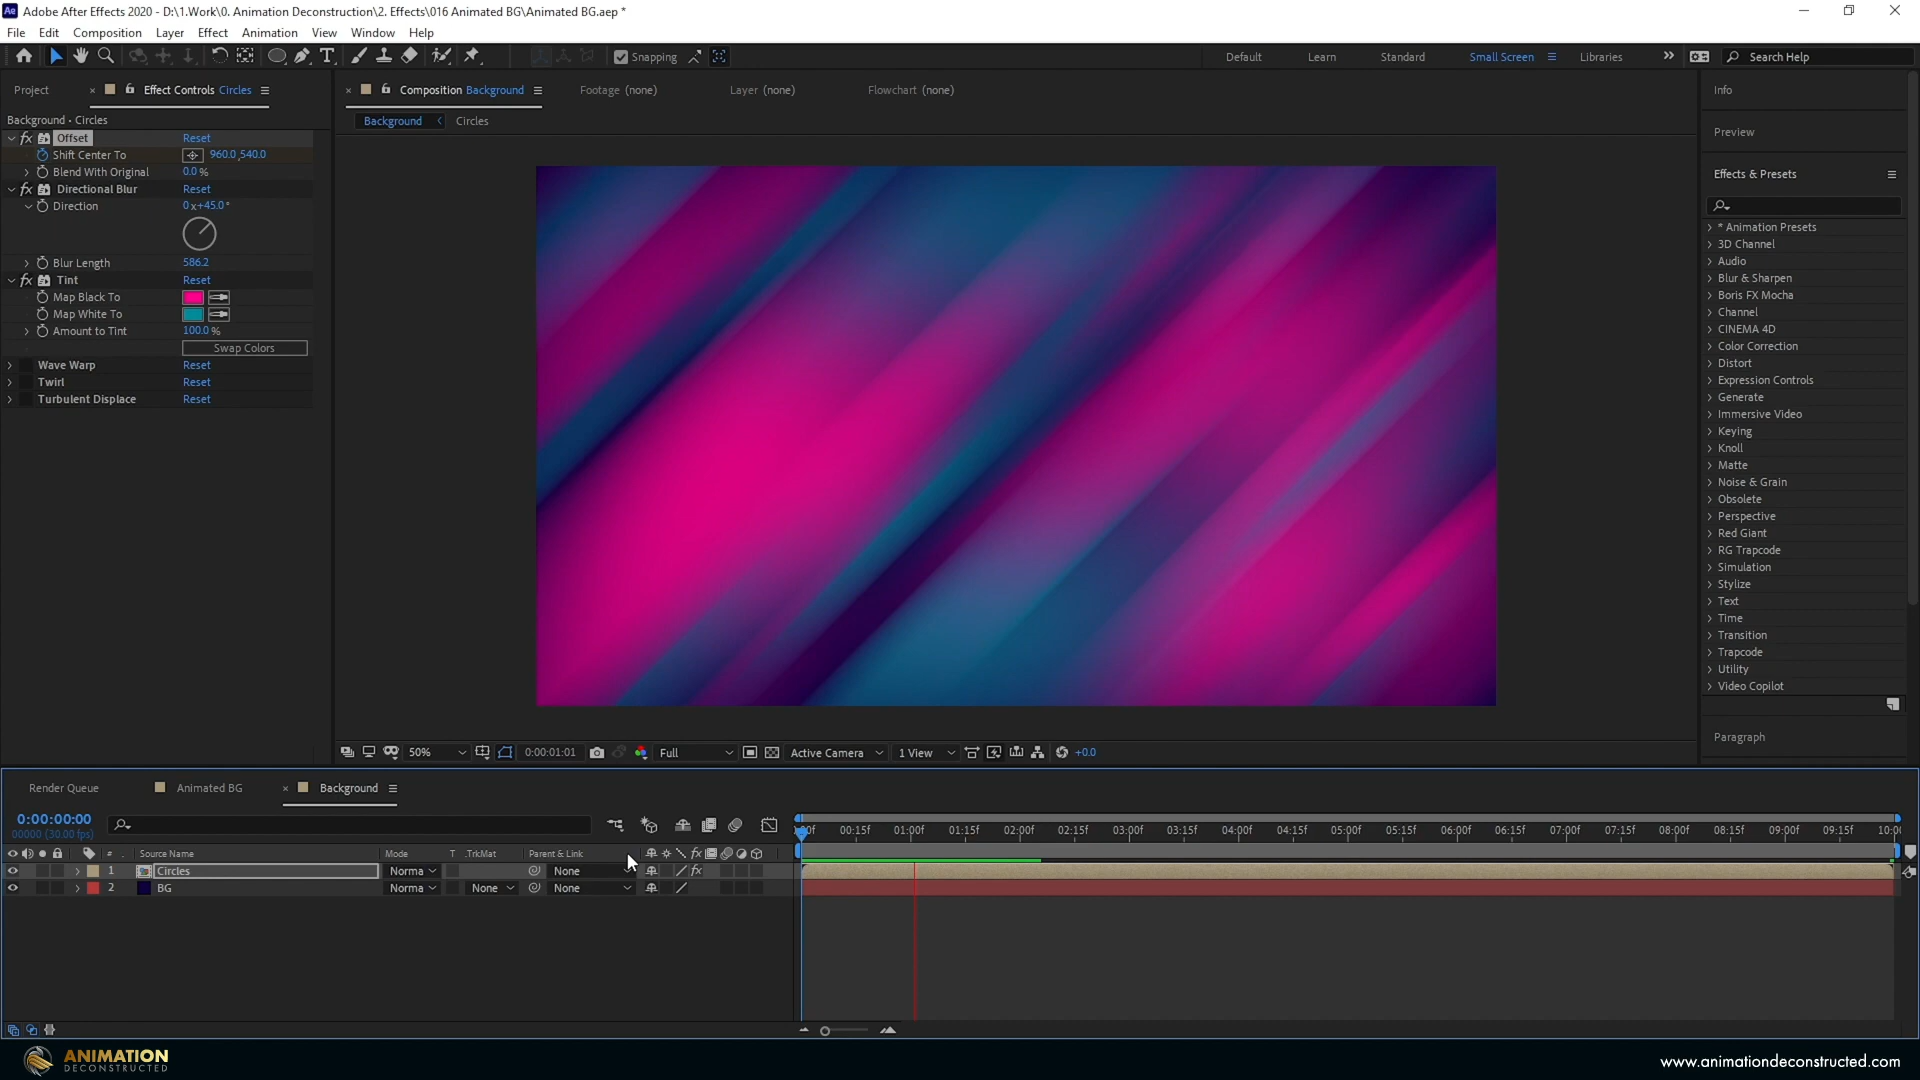 Ae Adobe After Effects 2020 - D:\1.Work\0. Animation Deconstruction\2. Effects\016 Animated BG\Animated BG.aep *
File Edit Composition Layer Effect Animation View Window Help
Snapping Default Learn Standard Small Screen Libraries Search Help
Project Effect Controls Circles
Background • Circles
fx Offset Reset
Shift Center To 960.0,540.0
Blend With Original 0.0 %
fx Directional Blur Reset
Direction 0x+45.0°
Blur Length 586.2
fx Tint Reset
Map Black To
Map White To
Amount to Tint 100.0 %
Swap Colors
Wave Warp Reset
Twirl Reset
Turbulent Displace Reset
Composition Background Footage (none) Layer (none) Flowchart (none)
Background Circles
50% 0:00:01:01 Full Active Camera 1 View +0.0
Info
Preview
Effects & Presets
* Animation Presets
3D Channel
Audio
Blur & Sharpen
Boris FX Mocha
Channel
CINEMA 4D
Color Correction
Distort
Expression Controls
Generate
Immersive Video
Keying
Knoll
Matte
Noise & Grain
Obsolete
Perspective
Red Giant
RG Trapcode
Simulation
Stylize
Text
Time
Transition
Trapcode
Utility
Video Copilot
Paragraph
Render Queue Animated BG Background
0:00:00:00
00000 (30.00 fps)
00:15f 01:00f 01:15f 02:00f 02:15f 03:00f 03:15f 04:00f 04:15f 05:00f 05:15f 06:00f 06:15f 07:00f 07:15f 08:00f 08:15f 09:00f 09:15f
# Source Name Mode T .TrkMat Parent & Link fx
1 Circles Norma None fx
2 BG Norma None None
ANIMATION
DECONSTRUCTED
www.animationdeconstructed.com